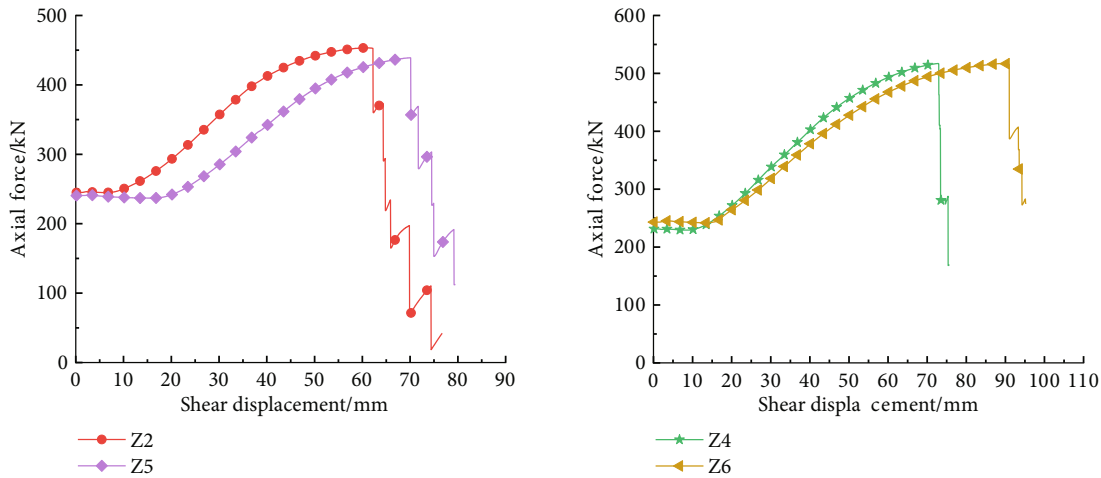 500
400
300
200
100
0
Axial force/kN
0 10 20 30 40 50 60 70 80 90
Shear displacement/mm
Z2
Z5
600
500
400
300
200
100
0
Axial force/kN
0 10 20 30 40 50 60 70 80 90 100 110
Shear displa cement/mm
Z4
Z6